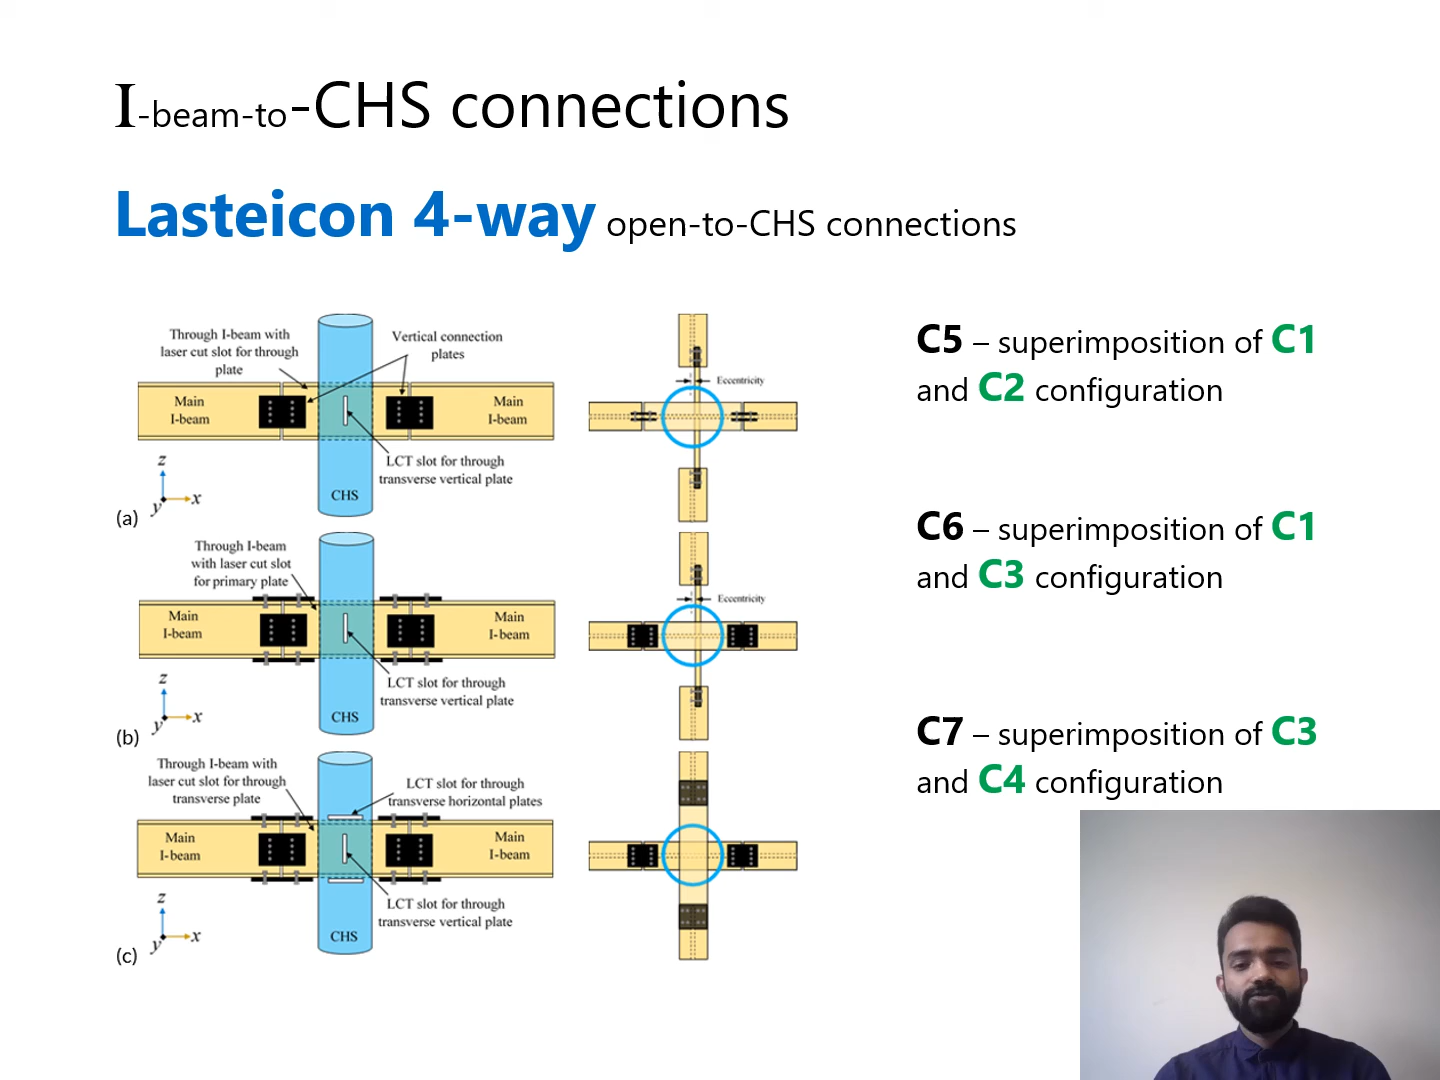 I-beam-to-CHS connections
Lasteicon 4-way open-to-CHS connections
Through I-beam with
laser cut slot for through
plate
Vertical connection
plates
Main
I-beam
Main
I-beam
LCT slot for through
transverse vertical plate
CHS
z
x
y
(a)
Eccentricity
C5 – superimposition of C1
and C2 configuration
Through I-beam
with laser cut slot
for primary plate
Main
I-beam
Main
I-beam
LCT slot for through
transverse vertical plate
CHS
z
x
y
(b)
Eccentricity
C6 – superimposition of C1
and C3 configuration
Through I-beam with
laser cut slot for through
transverse plate
LCT slot for through
transverse horizontal plates
Main
I-beam
Main
I-beam
LCT slot for through
transverse vertical plate
CHS
z
x
y
(c)
C7 – superimposition of C3
and C4 configuration